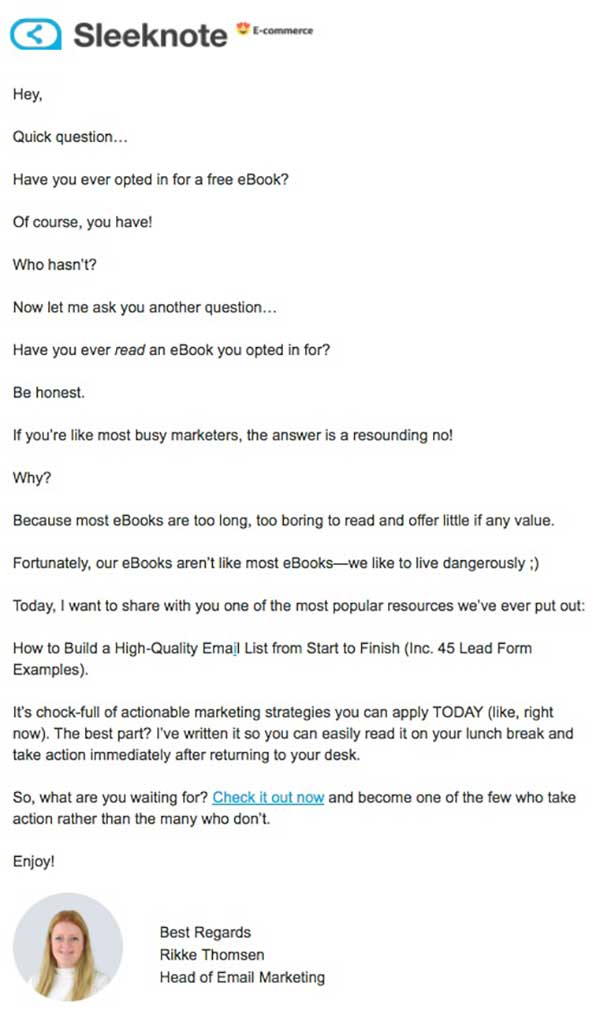 Sleeknote E-commerce
Hey,
Quick question…
Have you ever opted in for a free eBook?
Of course, you have!
Who hasn't?
Now let me ask you another question…
Have you ever read an eBook you opted in for?
Be honest.
If you're like most busy marketers, the answer is a resounding no!
Why?
Because most eBooks are too long, too boring to read and offer little if any value.
Fortunately, our eBooks aren't like most eBooks—we like to live dangerously ;)
Today, I want to share with you one of the most popular resources we've ever put out:
How to Build a High-Quality Email List from Start to Finish (Inc. 45 Lead Form
Examples).
It's chock-full of actionable marketing strategies you can apply TODAY (like, right
now). The best part? I've written it so you can easily read it on your lunch break and
take action immediately after returning to your desk.
So, what are you waiting for? Check it out now and become one of the few who take
action rather than the many who don't.
Enjoy!
Best Regards
Rikke Thomsen
Head of Email Marketing